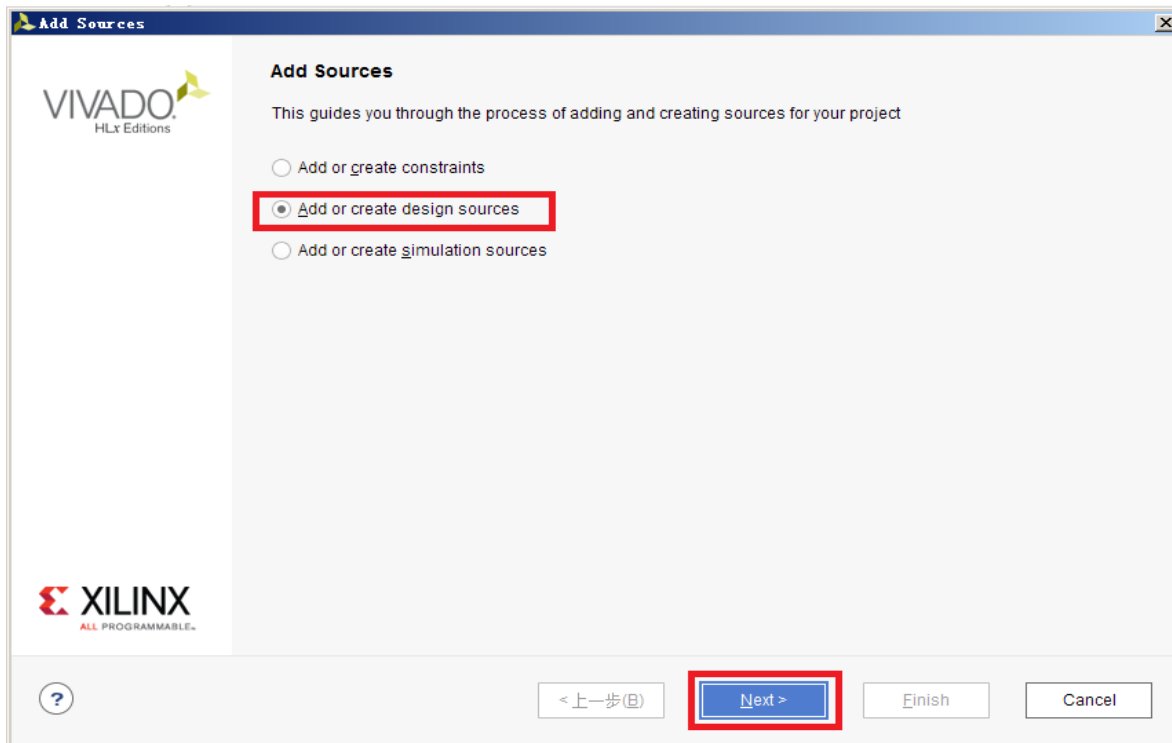 Add Sources
VIVADO.
HLx Editions
Add Sources
This guides you through the process of adding and creating sources for your project
Add or create constraints
Add or create design sources
Add or create simulation sources
XILINX
ALL PROGRAMMABLE™
?
<上一步(B) Next > Finish Cancel